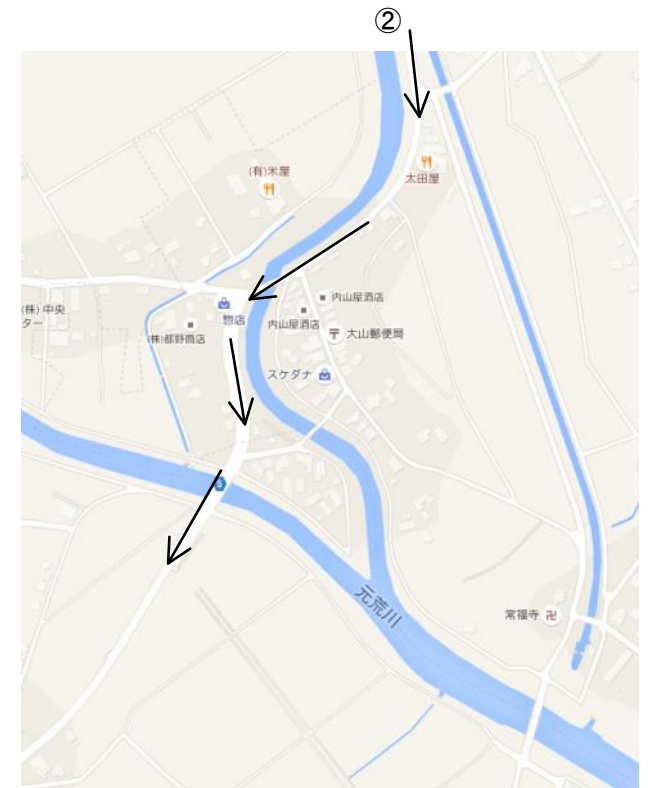 ②
(有)米屋
太田屋
(株)中央
ター
惣店
(株)都野商店
内山屋酒店
内山屋酒店
大山郵便局
スケダナ
元荒川
常福寺